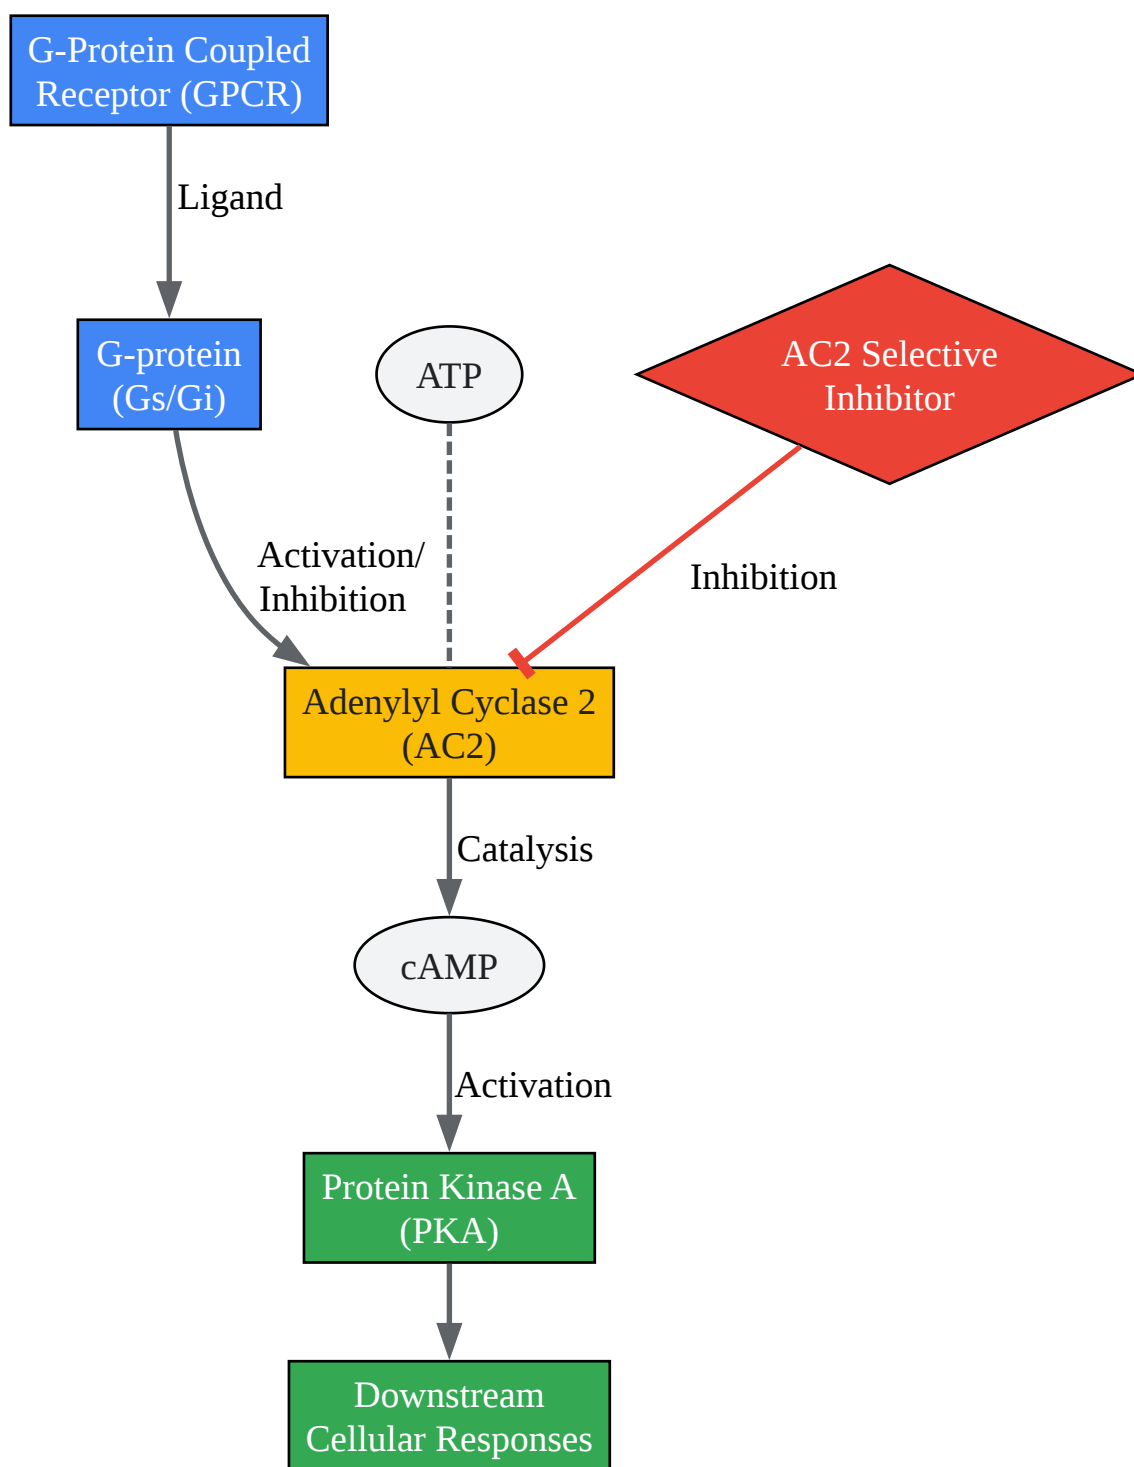 G-Protein Coupled
Receptor (GPCR)
Ligand
G-protein
(Gs/Gi)
ATP
AC2 Selective
Inhibitor
Activation/
Inhibition
Inhibition
Adenylyl Cyclase 2
(AC2)
Catalysis
cAMP
Activation
Protein Kinase A
(PKA)
Downstream
Cellular Responses